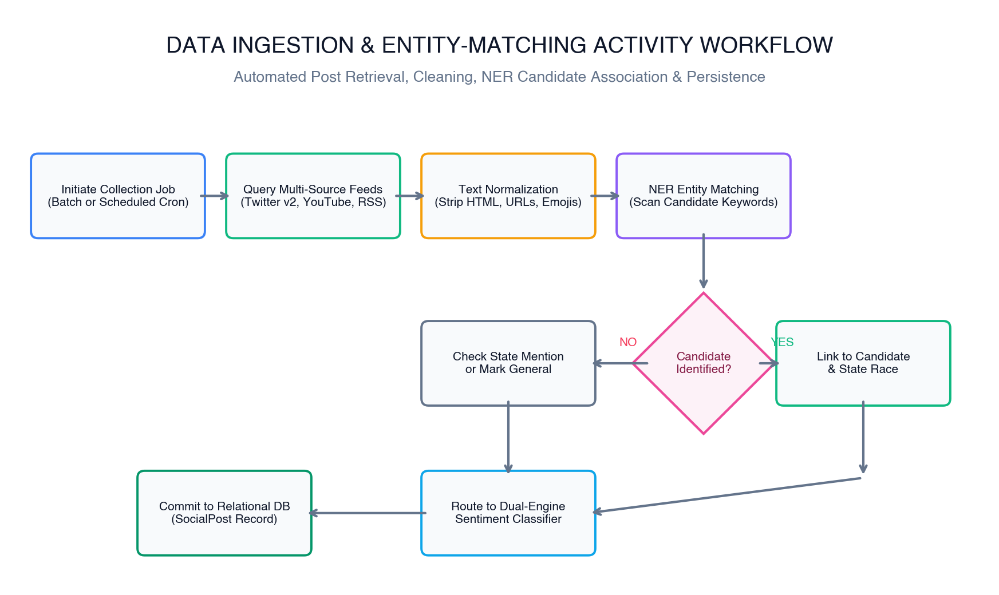 DATA INGESTION & ENTITY-MATCHING ACTIVITY WORKFLOW
Automated Post Retrieval, Cleaning, NER Candidate Association & Persistence
Initiate Collection Job
(Batch or Scheduled Cron)
Query Multi-Source Feeds
(Twitter v2, YouTube, RSS)
Text Normalization
(Strip HTML, URLs, Emojis)
NER Entity Matching
(Scan Candidate Keywords)
Candidate
Identified?
NO
YES
Check State Mention
or Mark General
Link to Candidate
& State Race
Route to Dual-Engine
Sentiment Classifier
Commit to Relational DB
(SocialPost Record)